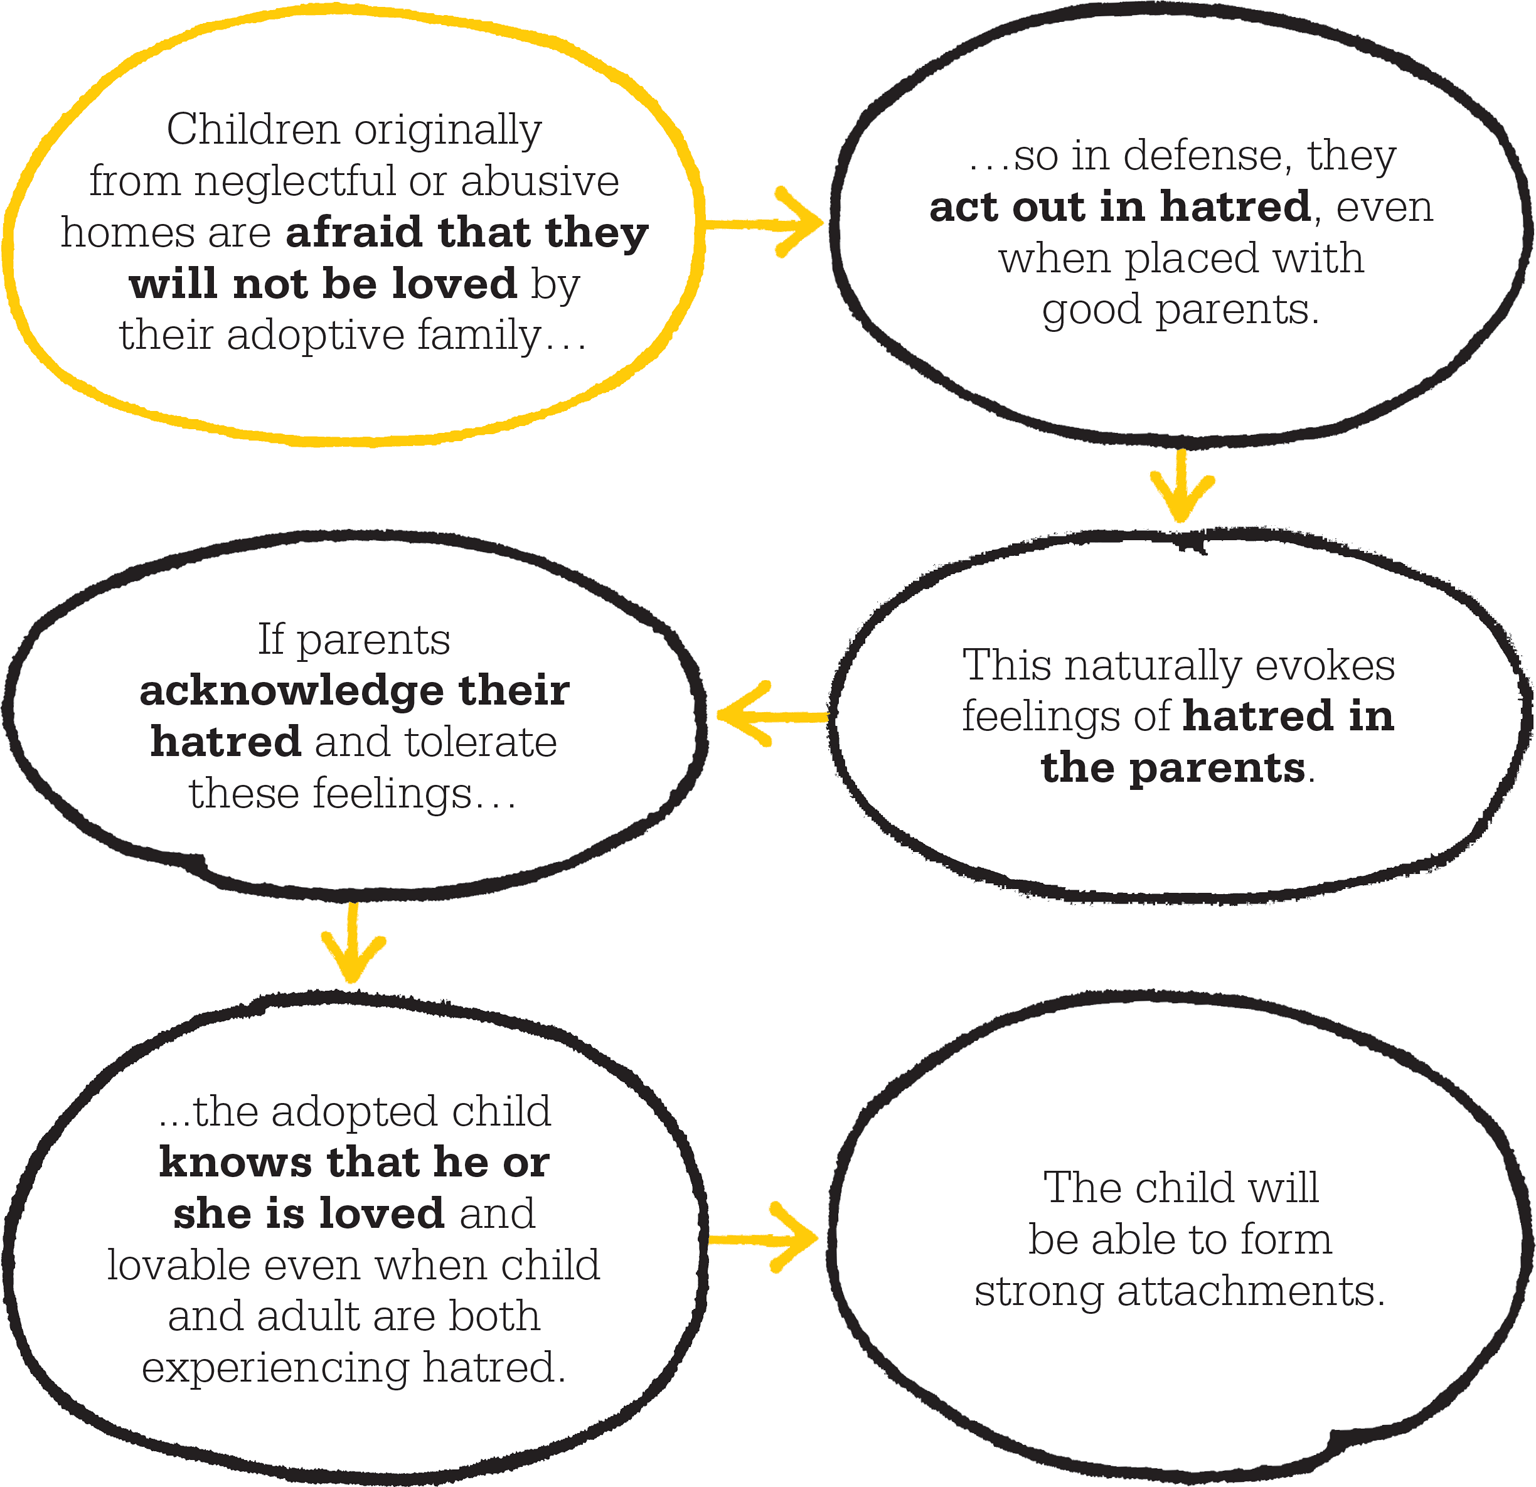 Children originally
from neglectful or abusive
homes are afraid that they
will not be loved by
their adoptive family…
…so in defense, they
act out in hatred, even
when placed with
good parents.
This naturally evokes
feelings of hatred in
the parents.
If parents
acknowledge their
hatred and tolerate
these feelings…
...the adopted child
knows that he or
she is loved and
lovable even when child
and adult are both
experiencing hatred.
The child will
be able to form
strong attachments.